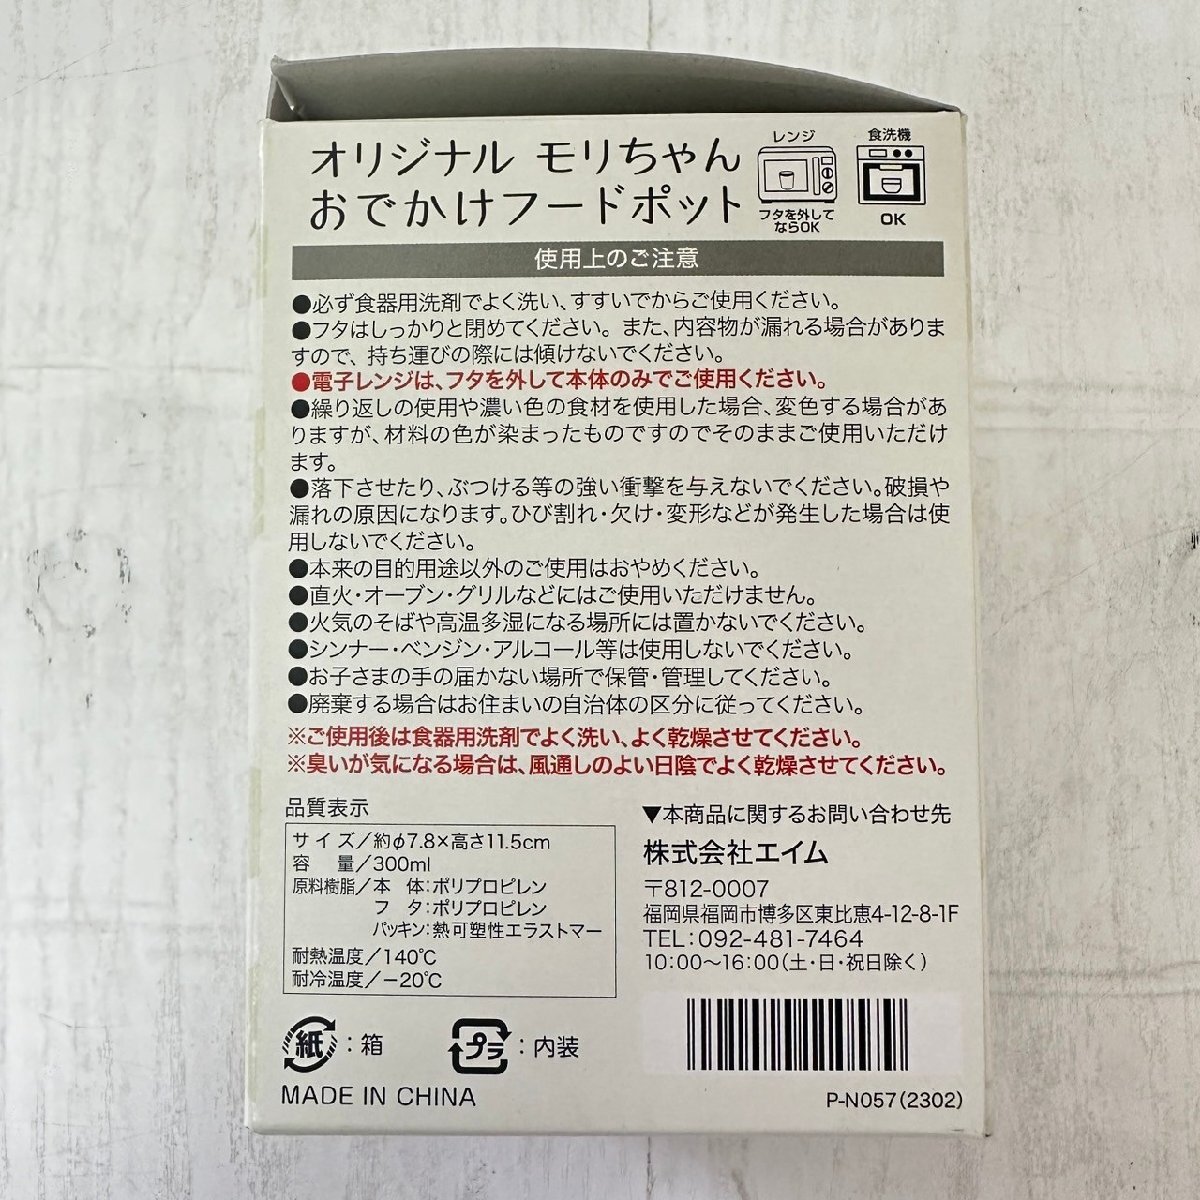 オリジナル モリちゃん
おでかけフードポット
レンジ
フタを外して
ならOK
食洗機
OK
使用上のご注意
●必ず食器用洗剤でよく洗い、すすいでからご使用ください。
●フタはしっかりと閉めてください。また、内容物が漏れる場合がありま
すので、持ち運びの際には傾けないでください。
●電子レンジは、フタを外して本体のみでご使用ください。
●繰り返しの使用や濃い色の食材を使用した場合、変色する場合があ
りますが、材料の色が染まったものですのでそのままご使用いただけ
ます。
●落下させたり、ぶつける等の強い衝撃を与えないでください。破損や
漏れの原因になります。ひび割れ・欠け・変形などが発生した場合は使
用しないでください。
●本来の目的用途以外のご使用はおやめください。
●直火・オーブン・グリルなどにはご使用いただけません。
●火気のそばや高温多湿になる場所には置かないでください。
●シンナー・ベンジン・アルコール等は使用しないでください。
●お子さまの手の届かない場所で保管・管理してください。
●廃棄する場合はお住まいの自治体の区分に従ってください。
※ご使用後は食器用洗剤でよく洗い、よく乾燥させてください。
※臭いが気になる場合は、風通しのよい日陰でよく乾燥させてください。
品質表示
サイズ/約φ7.8×高さ11.5cm
容 量/300ml
原料樹脂/本 体:ポリプロピレン
フ タ:ポリプロピレン
パッキン:熱可塑性エラストマー
耐熱温度/140℃
耐冷温度/−20℃
▼本商品に関するお問い合わせ先
株式会社エイム
〒812-0007
福岡県福岡市博多区東比恵4-12-8-1F
TEL:092-481-7464
10:00～16:00(土・日・祝日除く)
紙:箱
プラ:内装
MADE IN CHINA
P-N057(2302)